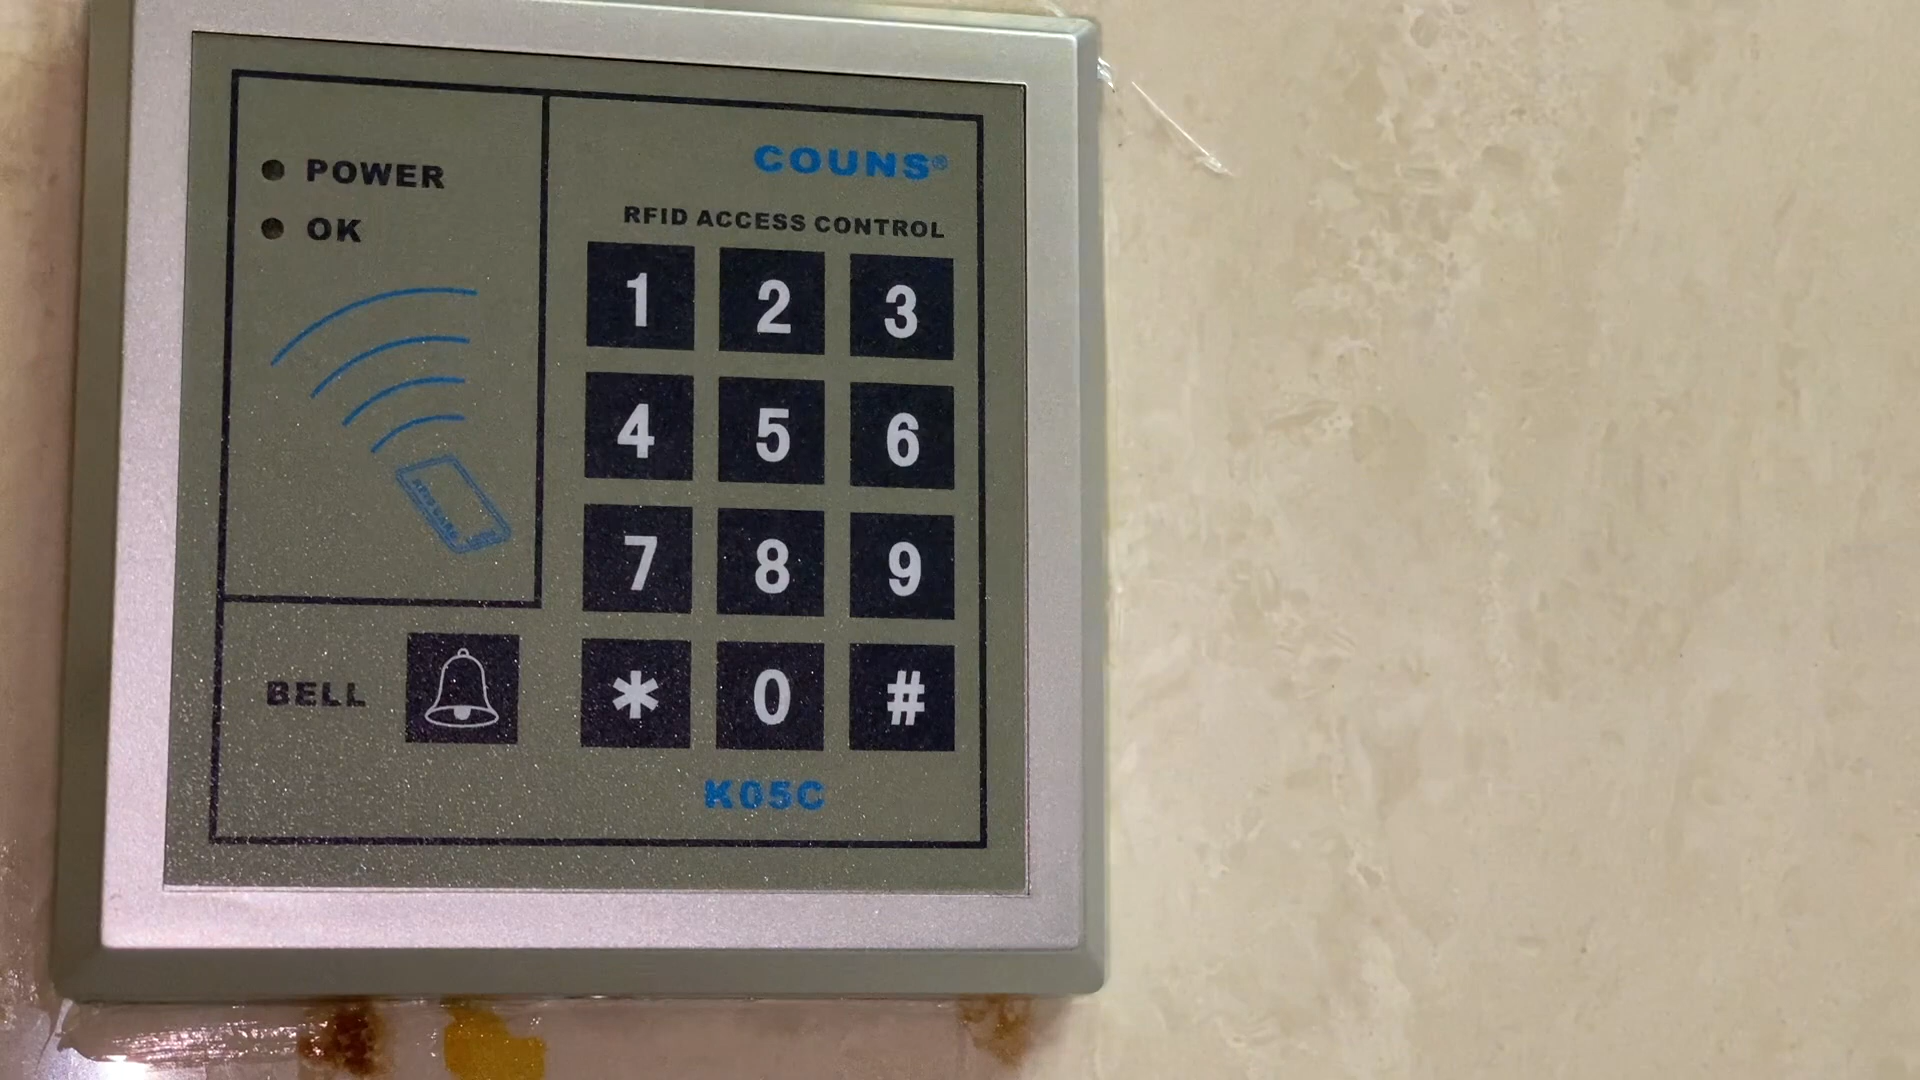 POWER
OK
COUNS®
RFID ACCESS CONTROL
1 2 3
4 5 6
7 8 9
BELL
* 0 #
K05C